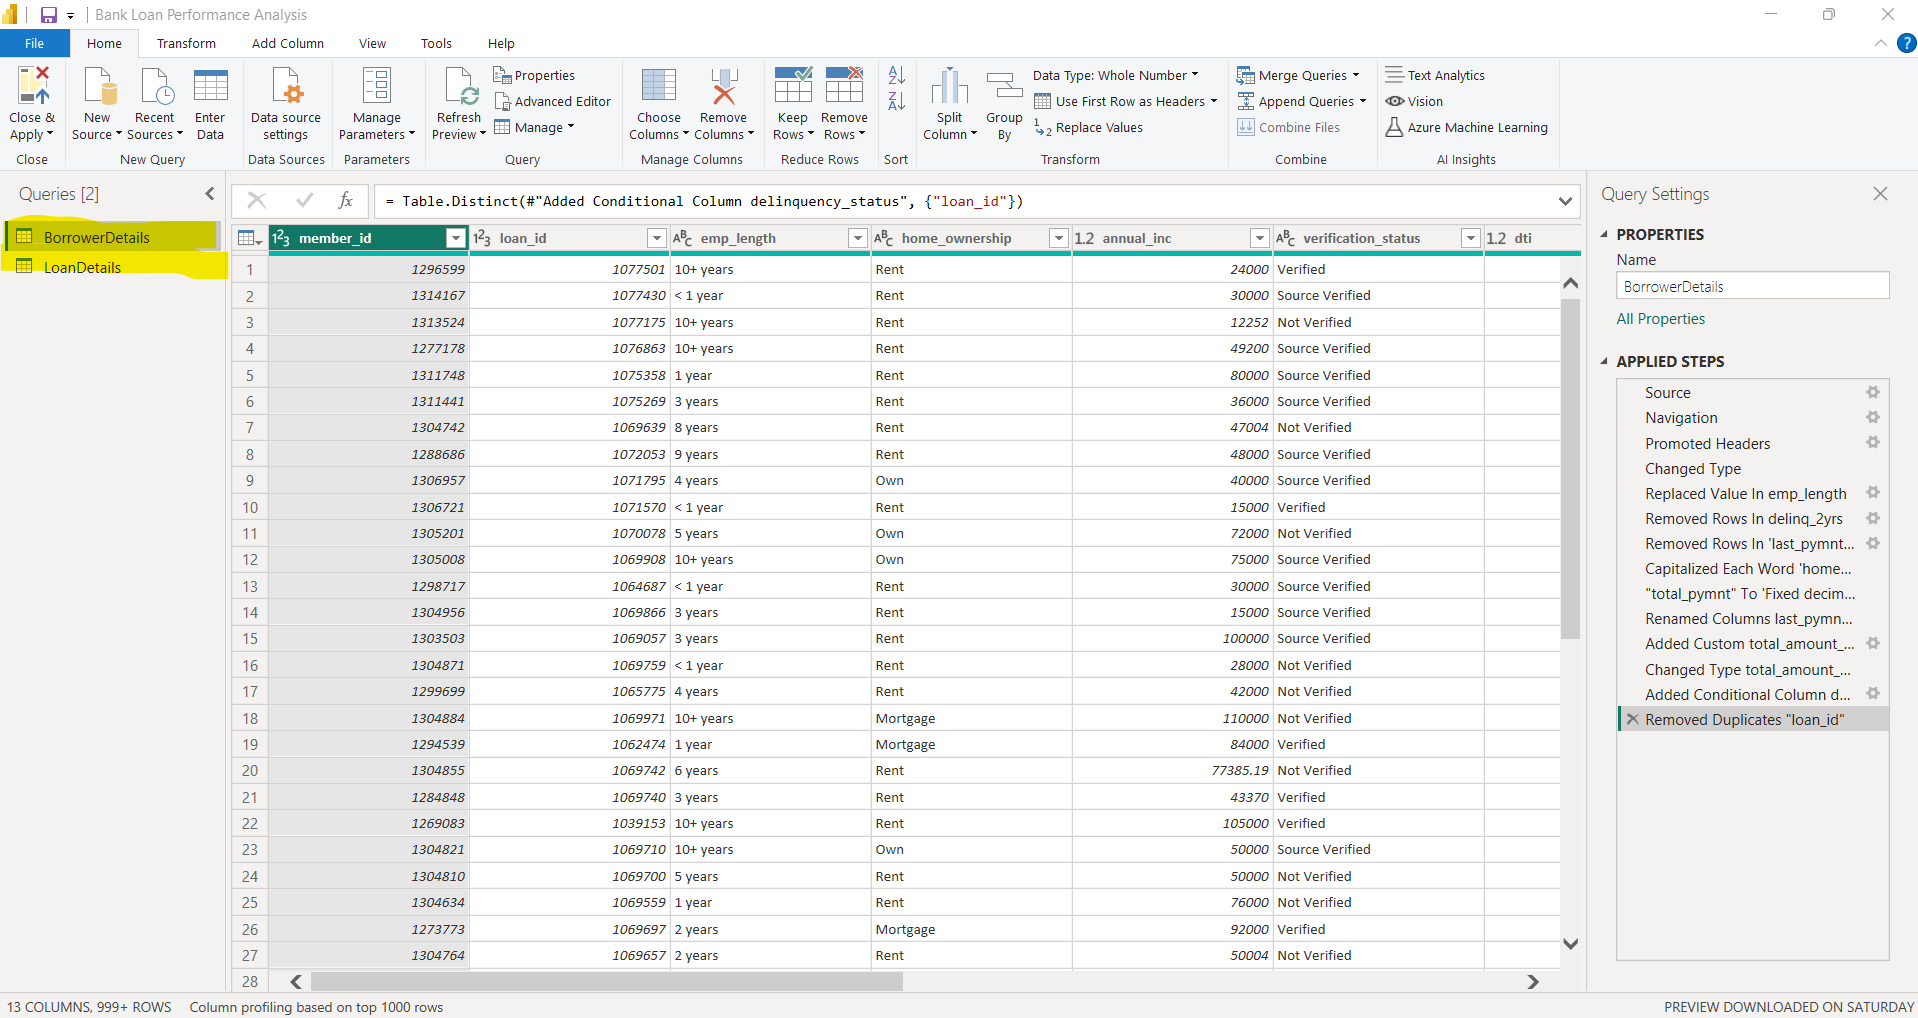 Bank Loan Performance Analysis
File Home Transform Add Column View Tools Help
?
Close & Apply
New Source
Recent Sources
Enter Data
Data source settings
Manage Parameters
Refresh Preview
Properties
Advanced Editor
Manage
Choose Columns
Remove Columns
Keep Rows
Remove Rows
A Z
Z A
Split Column
Group By
Data Type: Whole Number
Use First Row as Headers
1 2 Replace Values
Merge Queries
Append Queries
Combine Files
Text Analytics
Vision
Azure Machine Learning
Close New Query Data Sources Parameters Query Manage Columns Reduce Rows Sort Transform Combine AI Insights
Queries [2]
BorrowerDetails
LoanDetails
fx = Table.Distinct(#"Added Conditional Column delinquency_status", {"loan_id"})
123 member_id 123 loan_id ABC emp_length ABC home_ownership 1.2 annual_inc ABC verification_status 1.2 dti
1 1296599 1077501 10+ years Rent 24000 Verified
2 1314167 1077430 < 1 year Rent 30000 Source Verified
3 1313524 1077175 10+ years Rent 12252 Not Verified
4 1277178 1076863 10+ years Rent 49200 Source Verified
5 1311748 1075358 1 year Rent 80000 Source Verified
6 1311441 1075269 3 years Rent 36000 Source Verified
7 1304742 1069639 8 years Rent 47004 Not Verified
8 1288686 1072053 9 years Rent 48000 Source Verified
9 1306957 1071795 4 years Own 40000 Source Verified
10 1306721 1071570 < 1 year Rent 15000 Verified
11 1305201 1070078 5 years Own 72000 Not Verified
12 1305008 1069908 10+ years Own 75000 Source Verified
13 1298717 1064687 < 1 year Rent 30000 Source Verified
14 1304956 1069866 3 years Rent 15000 Source Verified
15 1303503 1069057 3 years Rent 100000 Source Verified
16 1304871 1069759 < 1 year Rent 28000 Not Verified
17 1299699 1065775 4 years Rent 42000 Not Verified
18 1304884 1069971 10+ years Mortgage 110000 Not Verified
19 1294539 1062474 1 year Mortgage 84000 Verified
20 1304855 1069742 6 years Rent 77385.19 Not Verified
21 1284848 1069740 3 years Rent 43370 Verified
22 1269083 1039153 10+ years Rent 105000 Verified
23 1304821 1069710 10+ years Own 50000 Source Verified
24 1304810 1069700 5 years Rent 50000 Not Verified
25 1304634 1069559 1 year Rent 76000 Not Verified
26 1273773 1069697 2 years Mortgage 92000 Verified
27 1304764 1069657 2 years Rent 50004 Not Verified
28
Query Settings
PROPERTIES
Name
BorrowerDetails
All Properties
APPLIED STEPS
Source
Navigation
Promoted Headers
Changed Type
Replaced Value In emp_length
Removed Rows In delinq_2yrs
Removed Rows In 'last_pymnt...
Capitalized Each Word 'home...
"total_pymnt" To 'Fixed decim...
Renamed Columns last_pymn...
Added Custom total_amount_...
Changed Type total_amount_...
Added Conditional Column d...
Removed Duplicates "loan_id"
13 COLUMNS, 999+ ROWS Column profiling based on top 1000 rows PREVIEW DOWNLOADED ON SATURDAY